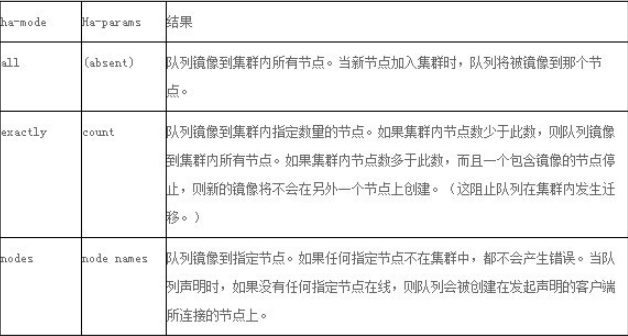 ha-mode Ha-params 结果
all (absent) 队列镜像到集群内所有节点。当新节点加入集群时，队列将被镜像到那个节
点。
exactly count 队列镜像到集群内指定数量的节点。如果集群内节点数少于此数，则队列镜像
到集群内所有节点。如果集群内节点数多于此数，而且一个包含镜像的节点停
止，则新的镜像将不会在另外一个节点上创建。（这阻止队列在集群内发生迁
移。）
nodes node names 队列镜像到指定节点。如果任何指定节点不在集群中，都不会产生错误。当队
列声明时，如果没有任何指定节点在线，则队列会被创建在发起声明的客户端
所连接的节点上。